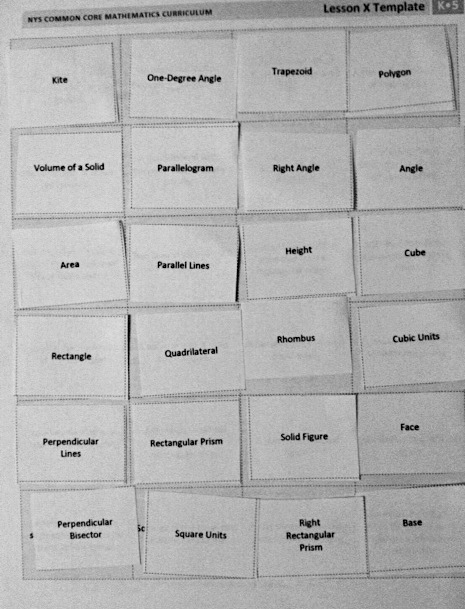 NYS COMMON CORE MATHEMATICS CURRICULUM
Lesson X Template
K•5
Kite
One-Degree Angle
Trapezoid
Polygon
Volume of a Solid
Parallelogram
Right Angle
Angle
Area
Parallel Lines
Height
Cube
Rectangle
Quadrilateral
Rhombus
Cubic Units
Perpendicular
Lines
Rectangular Prism
Solid Figure
Face
Perpendicular
Bisector
Square Units
Right
Rectangular
Prism
Base